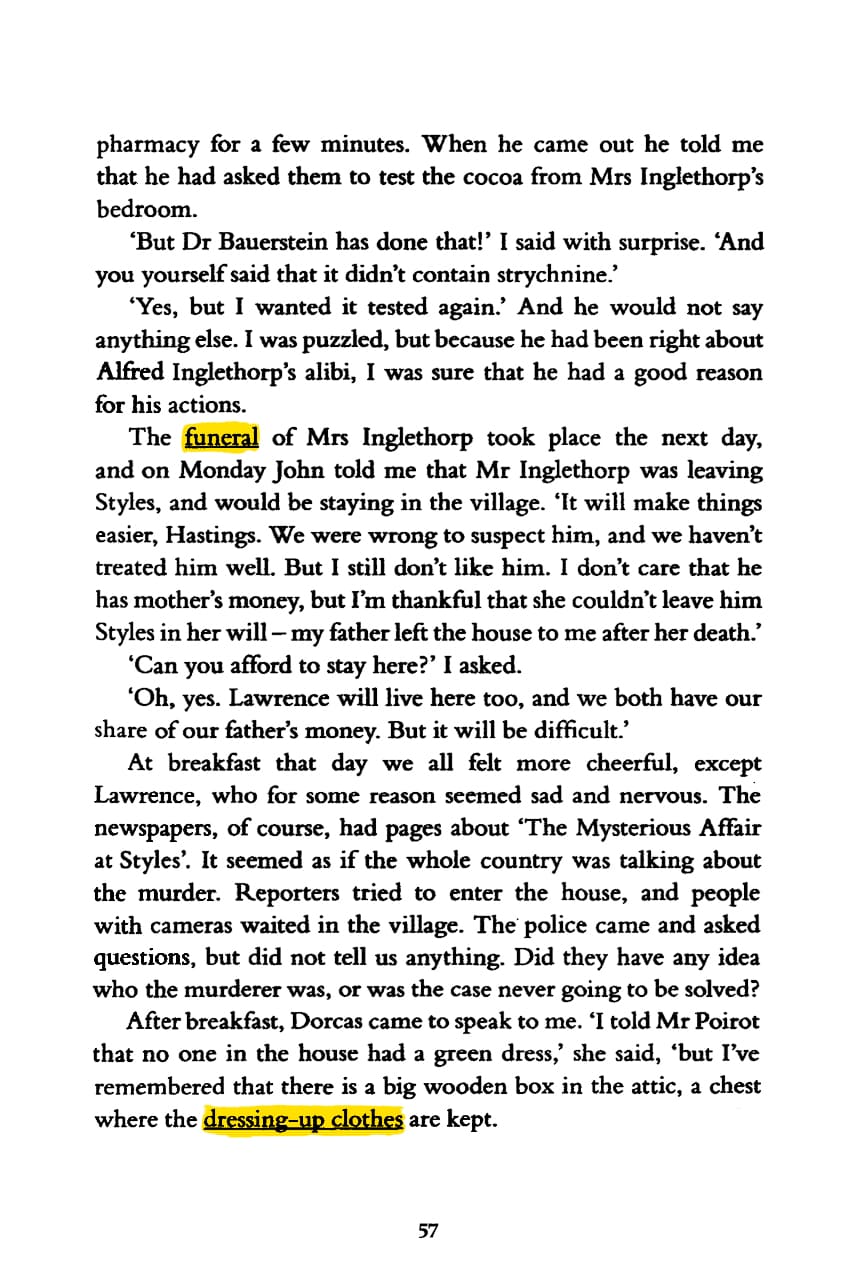 pharmacy for a few minutes. When he came out he told me
that he had asked them to test the cocoa from Mrs Inglethorp’s
bedroom.
‘But Dr Bauerstein has done that!’ I said with surprise. ‘And
you yourself said that it didn’t contain strychnine.’
‘Yes, but I wanted it tested again.’ And he would not say
anything else. I was puzzled, but because he had been right about
Alfred Inglethorp’s alibi, I was sure that he had a good reason
for his actions.
The funeral of Mrs Inglethorp took place the next day,
and on Monday John told me that Mr Inglethorp was leaving
Styles, and would be staying in the village. ‘It will make things
easier, Hastings. We were wrong to suspect him, and we haven’t
treated him well. But I still don’t like him. I don’t care that he
has mother’s money, but I’m thankful that she couldn’t leave him
Styles in her will – my father left the house to me after her death.’
‘Can you afford to stay here?’ I asked.
‘Oh, yes. Lawrence will live here too, and we both have our
share of our father’s money. But it will be difficult.’
At breakfast that day we all felt more cheerful, except
Lawrence, who for some reason seemed sad and nervous. The
newspapers, of course, had pages about ‘The Mysterious Affair
at Styles’. It seemed as if the whole country was talking about
the murder. Reporters tried to enter the house, and people
with cameras waited in the village. The police came and asked
questions, but did not tell us anything. Did they have any idea
who the murderer was, or was the case never going to be solved?
After breakfast, Dorcas came to speak to me. ‘I told Mr Poirot
that no one in the house had a green dress,’ she said, ‘but I’ve
remembered that there is a big wooden box in the attic, a chest
where the dressing-up clothes are kept.
57